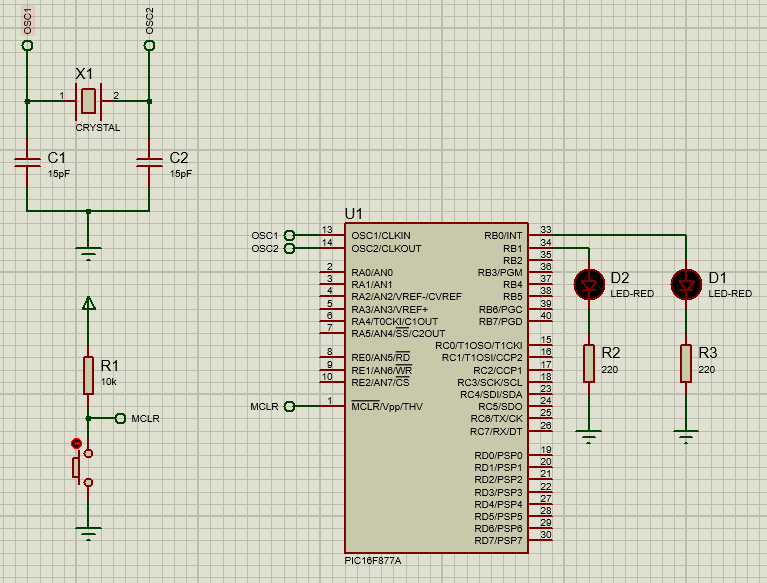 OSC1
OSC2
X1
1
2
CRYSTAL
C1
15pF
C2
15pF
R1
10k
MCLR
U1
OSC1
13
OSC1/CLKIN
OSC2
14
OSC2/CLKOUT
2
RA0/AN0
3
RA1/AN1
4
RA2/AN2/VREF-/CVREF
5
RA3/AN3/VREF+
6
RA4/T0CKI/C1OUT
7
RA5/AN4/SS/C2OUT
8
RE0/AN5/RD
9
RE1/AN6/WR
10
RE2/AN7/CS
MCLR
1
MCLR/Vpp/THV
RB0/INT
33
RB1
34
RB2
35
RB3/PGM
36
RB4
37
RB5
38
RB6/PGC
39
RB7/PGD
40
RC0/T1OSO/T1CKI
15
RC1/T1OSI/CCP2
16
RC2/CCP1
17
RC3/SCK/SCL
18
RC4/SDI/SDA
23
RC5/SDO
24
RC6/TX/CK
25
RC7/RX/DT
26
RD0/PSP0
19
RD1/PSP1
20
RD2/PSP2
21
RD3/PSP3
22
RD4/PSP4
27
RD5/PSP5
28
RD6/PSP6
29
RD7/PSP7
30
PIC16F877A
D2
LED-RED
D1
LED-RED
R2
220
R3
220